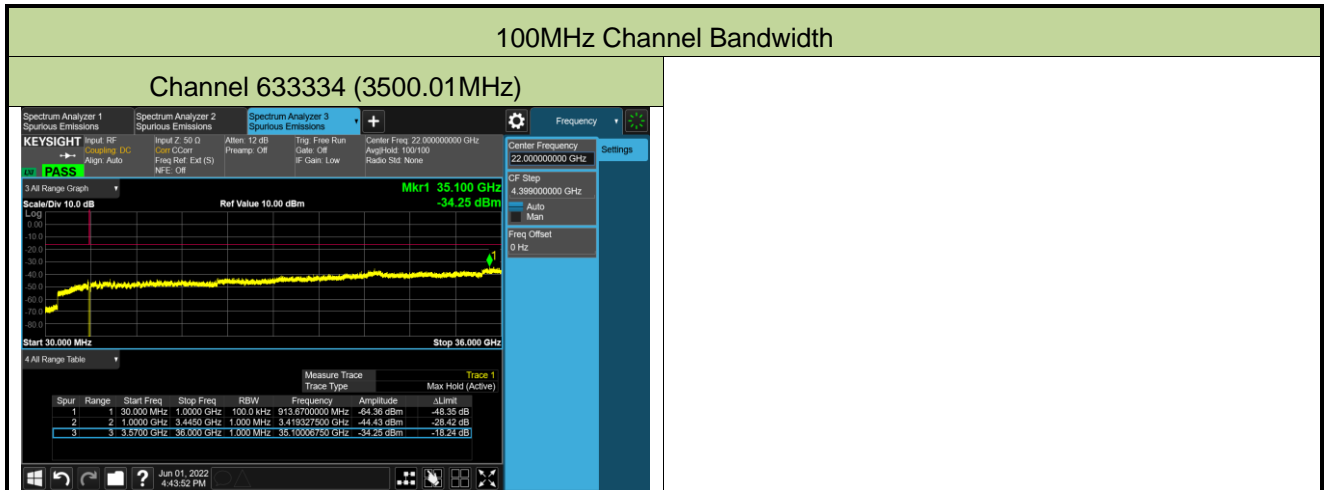 100MHz Channel Bandwidth
Channel 633334 (3500.01MHz)
Spectrum Analyzer 1
Spurious Emissions
Spectrum Analyzer 2
Spurious Emissions
Spectrum Analyzer 3
Spurious Emissions
Frequency
KEYSIGHT
Input: RF
Coupling: DC
Align: Auto
Input Z: 50 Ω
Corr CCorr
Freq Ref: Ext (S)
NFE: Off
Atten: 12 dB
Preamp: Off
Trig: Free Run
Gate: Off
IF Gain: Low
Center Freq: 22.000000000 GHz
Avg|Hold: 100/100
Radio Std: None
PASS
Center Frequency
22.000000000 GHz
Settings
CF Step
4.399000000 GHz
Auto
Man
Freq Offset
0 Hz
3 All Range Graph
Mkr1 35.100 GHz
Scale/Div 10.0 dB
Ref Value 10.00 dBm
-34.25 dBm
Log
0.00
-10.0
-20.0
-30.0
-40.0
-50.0
-60.0
-70.0
-80.0
1
Start 30.000 MHz
Stop 36.000 GHz
4 All Range Table
Measure Trace Trace 1
Trace Type Max Hold (Active)
Spur Range Start Freq Stop Freq RBW Frequency Amplitude ΔLimit
1 1 30.000 MHz 1.0000 GHz 100.0 kHz 913.6700000 MHz -64.36 dBm -48.35 dB
2 2 1.0000 GHz 3.4450 GHz 1.000 MHz 3.419327500 GHz -44.43 dBm -28.42 dB
3 3 3.5700 GHz 36.000 GHz 1.000 MHz 35.10006750 GHz -34.25 dBm -18.24 dB
?
Jun 01, 2022
4:43:52 PM